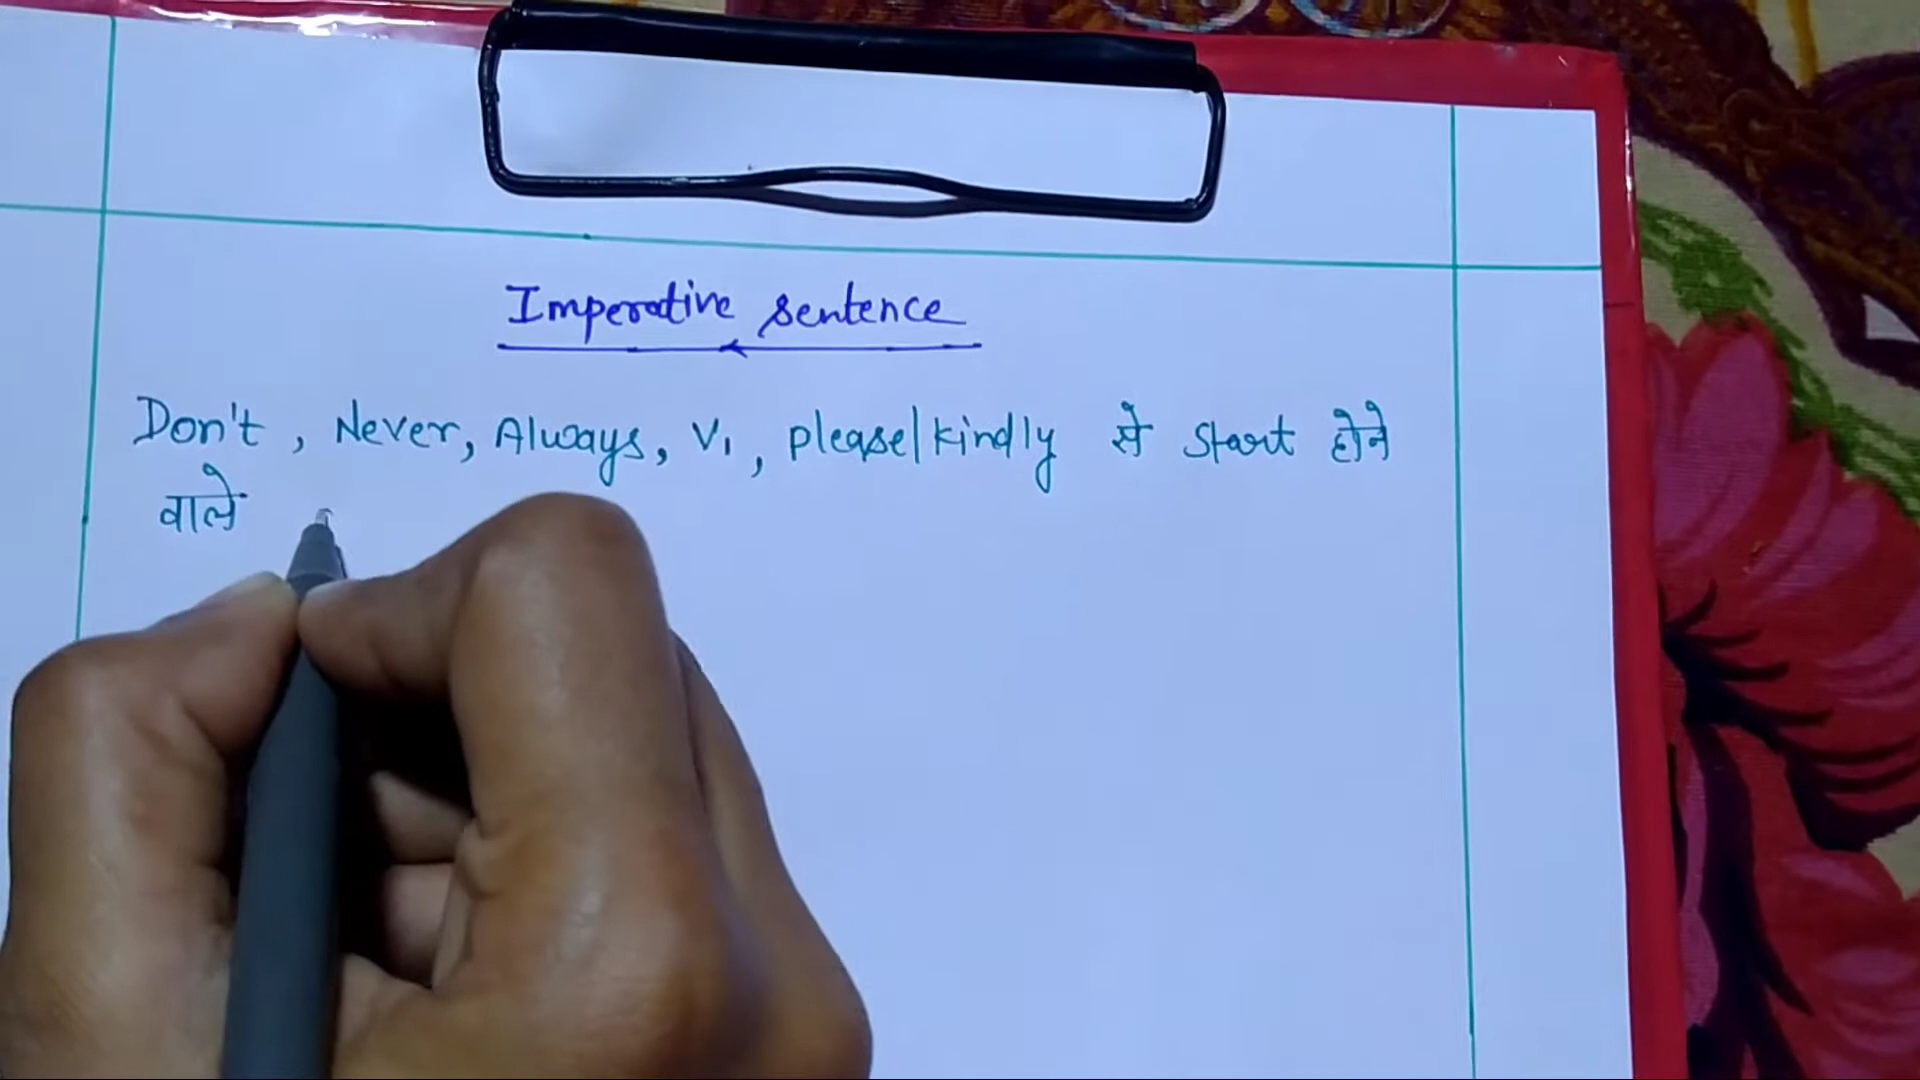 Imperative sentence
Don't, Never, Always, V1, please/kindly से start होने
वाले